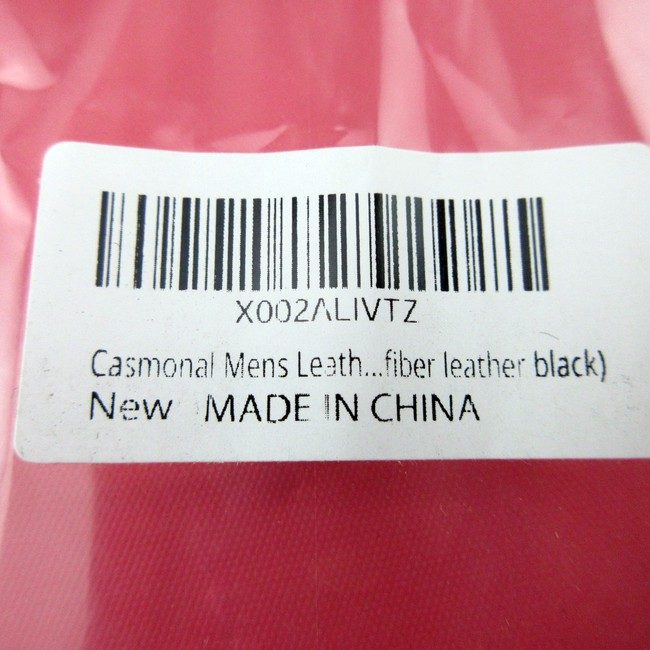 X002ALIVTZ
Casmonal Mens Leath...fiber leather black)
New MADE IN CHINA